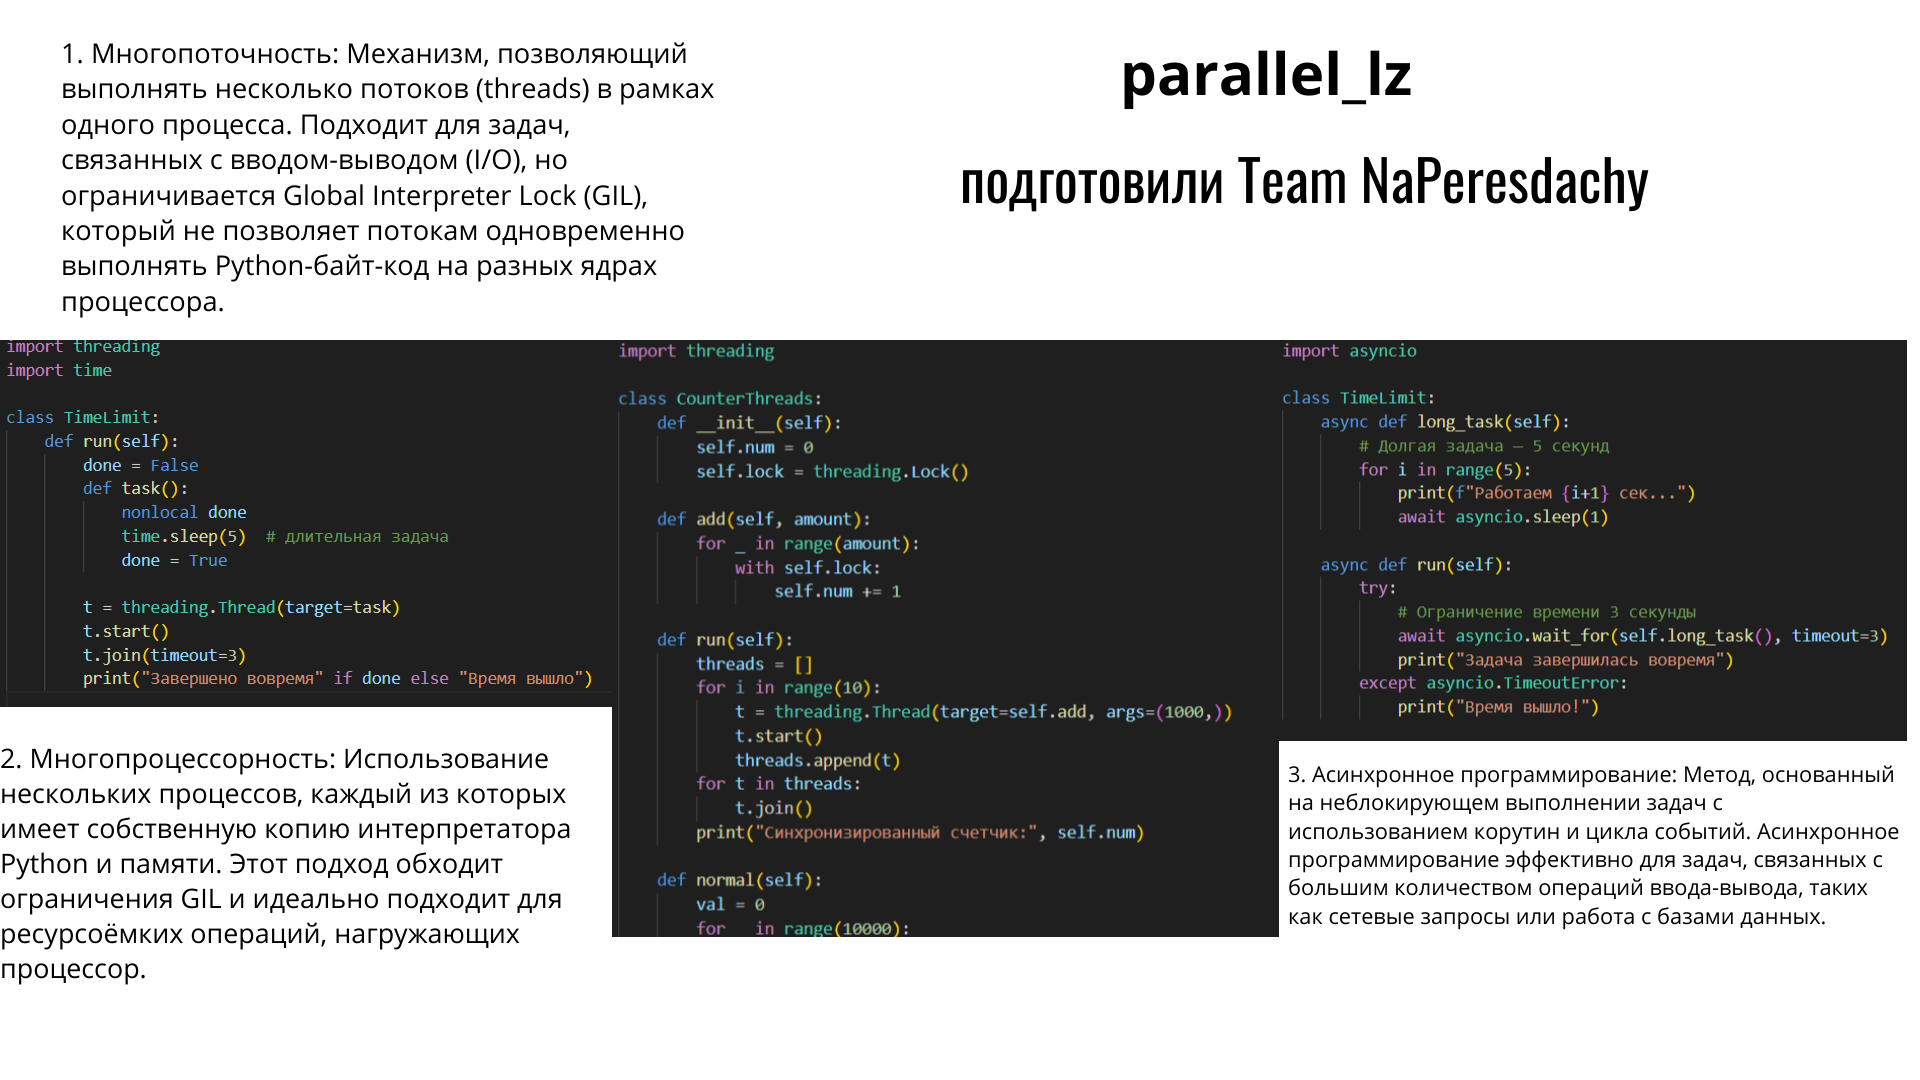 1. Многопоточность: Механизм, позволяющий
выполнять несколько потоков (threads) в рамках
одного процесса. Подходит для задач,
связанных с вводом-выводом (I/O), но
ограничивается Global Interpreter Lock (GIL),
который не позволяет потокам одновременно
выполнять Python-байт-код на разных ядрах
процессора.
parallel_lz
подготовили Team NaPeresdachy
import threading
import time
class TimeLimit:
def run(self):
done = False
def task():
nonlocal done
time.sleep(5)  # длительная задача
done = True
t = threading.Thread(target=task)
t.start()
t.join(timeout=3)
print("Завершено вовремя" if done else "Время вышло")
import threading
class CounterThreads:
def __init__(self):
self.num = 0
self.lock = threading.Lock()
def add(self, amount):
for _ in range(amount):
with self.lock:
self.num += 1
def run(self):
threads = []
for i in range(10):
t = threading.Thread(target=self.add, args=(1000,))
t.start()
threads.append(t)
for t in threads:
t.join()
print("Синхронизированный счетчик:", self.num)
def normal(self):
val = 0
for in range(10000):
import asyncio
class TimeLimit:
async def long_task(self):
# Долгая задача — 5 секунд
for i in range(5):
print(f"Работаем {i+1} сек...")
await asyncio.sleep(1)
async def run(self):
try:
# Ограничение времени 3 секунды
await asyncio.wait_for(self.long_task(), timeout=3)
print("Задача завершилась вовремя")
except asyncio.TimeoutError:
print("Время вышло!")
2. Многопроцессорность: Использование
нескольких процессов, каждый из которых
имеет собственную копию интерпретатора
Python и памяти. Этот подход обходит
ограничения GIL и идеально подходит для
ресурсоёмких операций, нагружающих
процессор.
3. Асинхронное программирование: Метод, основанный
на неблокирующем выполнении задач с
использованием корутин и цикла событий. Асинхронное
программирование эффективно для задач, связанных с
большим количеством операций ввода-вывода, таких
как сетевые запросы или работа с базами данных.